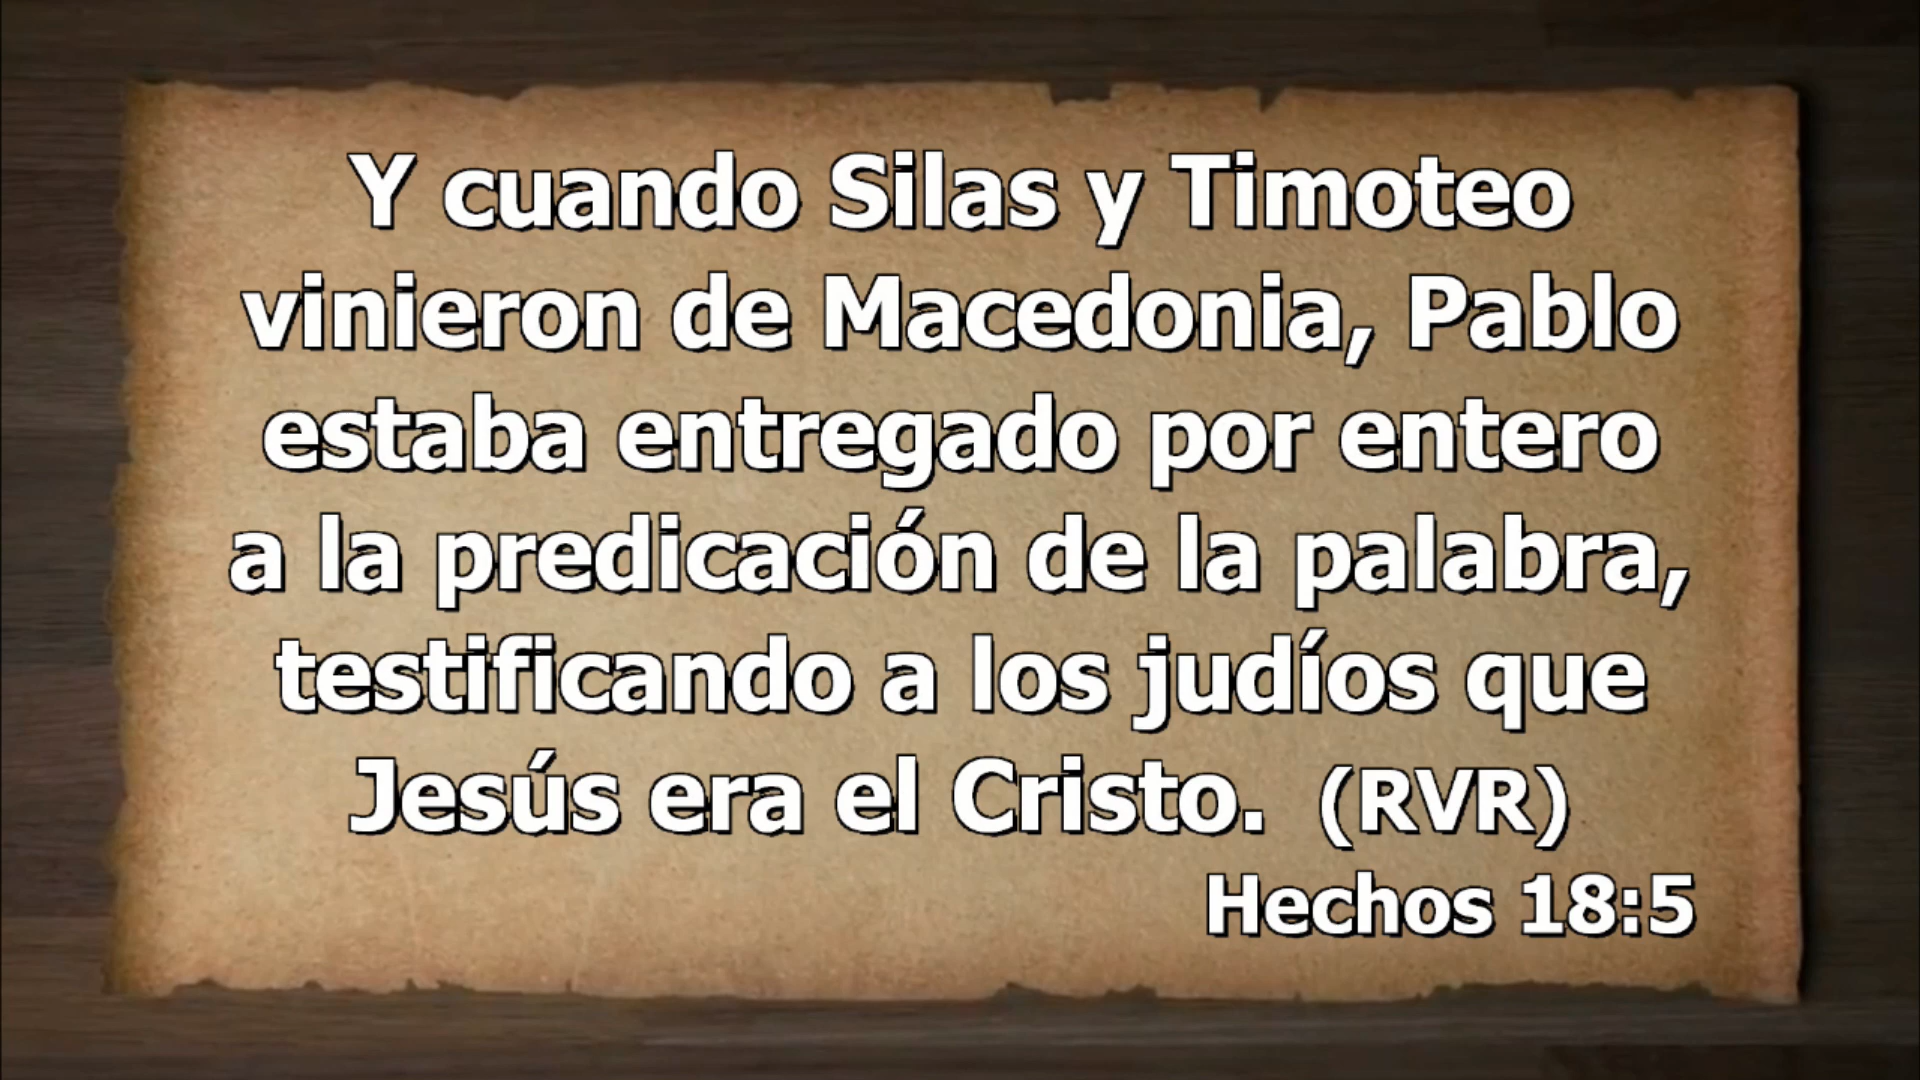 Y cuando Silas y Timoteo
vinieron de Macedonia, Pablo
estaba entregado por entero
a la predicación de la palabra,
testificando a los judíos que
Jesús era el Cristo. (RVR)
Hechos 18:5